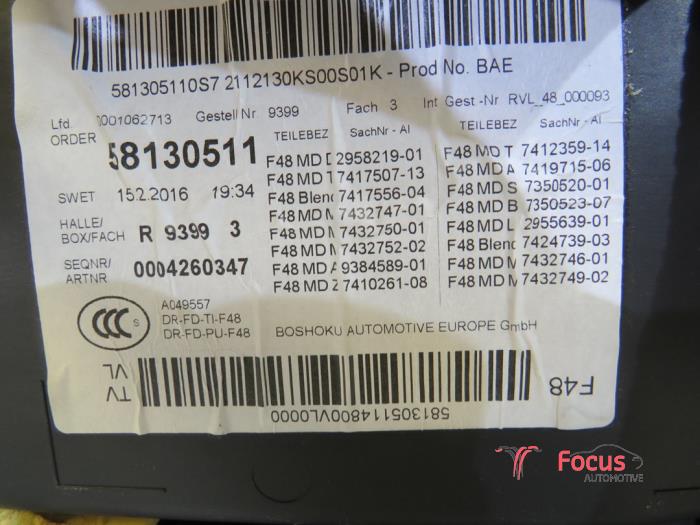 581305110S7 2112130KS00S01K - Prod No. BAE
Lfd. 0001062713 Gestell Nr. 9399 Fach 3 Int Gest.-Nr RVL_48_000093
ORDER 58130511
TEILEBEZ SachNr - AI TEILEBEZ SachNr - AI
F48 MD 2958219-01 F48 MD T 7412359-14
F48 MD T 7417507-13 F48 MD A 7419715-06
F48 Blend 7417556-04 F48 MD S 7350520-01
F48 MD M 7432747-01 F48 MD B 7350523-07
F48 MD M 7432750-01 F48 MD L 2955639-01
F48 MD M 7432752-02 F48 Blend 7424739-03
F48 MD A 9384589-01 F48 MD M 7432746-01
F48 MD Z 7410261-08 F48 MD M 7432749-02
SWET 15.2.2016 19:34
HALLE/
BOX/FACH R 9399 3
SEQNR/
ARTNR 0004260347
CCC S
A049557
DR-FD-TI-F48
DR-FD-PU-F48
BOSHOKU AUTOMOTIVE EUROPE GmbH
TV
VL
F48
581305114800VL0000
Focus
AUTOMOTIVE